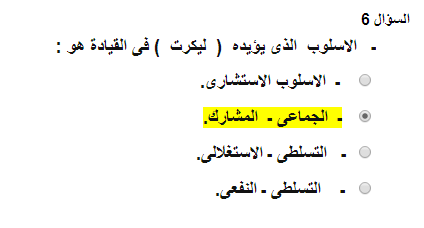 السؤال 6
ـ الاسلوب الذى يؤيده ( ليكرت ) فى القيادة هو :
ـ الاسلوب الاستشارى.
ـ الجماعى ـ المشارك.
ـ التسلطى ـ الاستغلالى.
ـ التسلطى ـ النفعى.